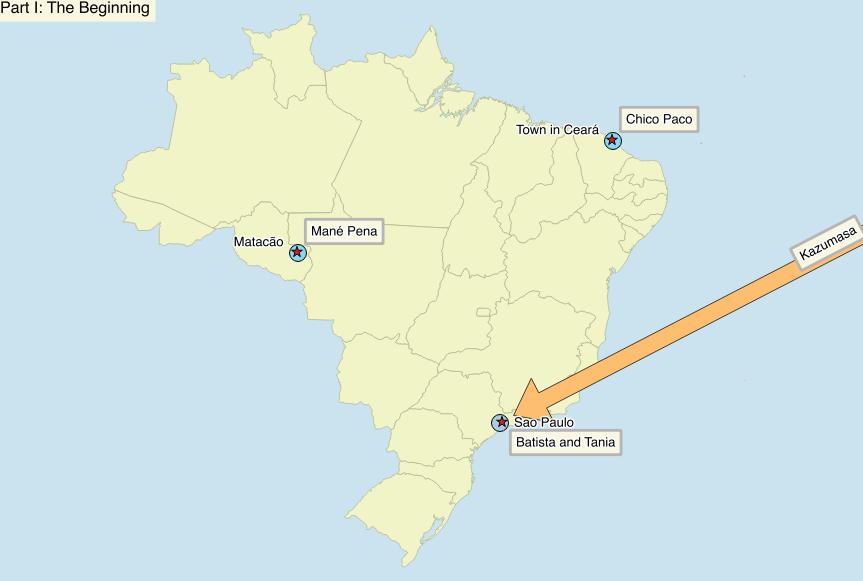 Part I: The Beginning
Chico Paco
Town in Ceará
Mané Pena
Matacão
Kazumasa
Sao Paulo
Batista and Tania